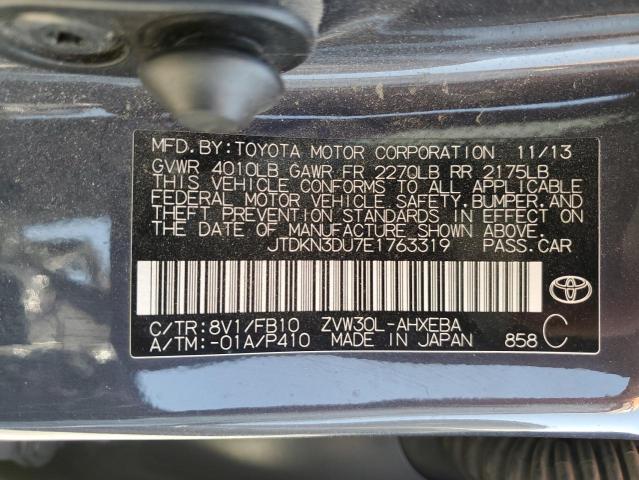 MFD. BY: TOYOTA MOTOR CORPORATION 11/13
GVWR 4010LB GAWR FR 2270LB RR 2175LB
THIS VEHICLE CONFORMS TO ALL APPLICABLE
FEDERAL MOTOR VEHICLE SAFETY, BUMPER, AND
THEFT PREVENTION STANDARDS IN EFFECT ON
THE DATE OF MANUFACTURE SHOWN ABOVE.
JTDKN3DU7E1763319 PASS.CAR
C/TR: 8V1/FB10 ZVW30L-AHXEBA
A/TM: -01A/P410 MADE IN JAPAN 858 C